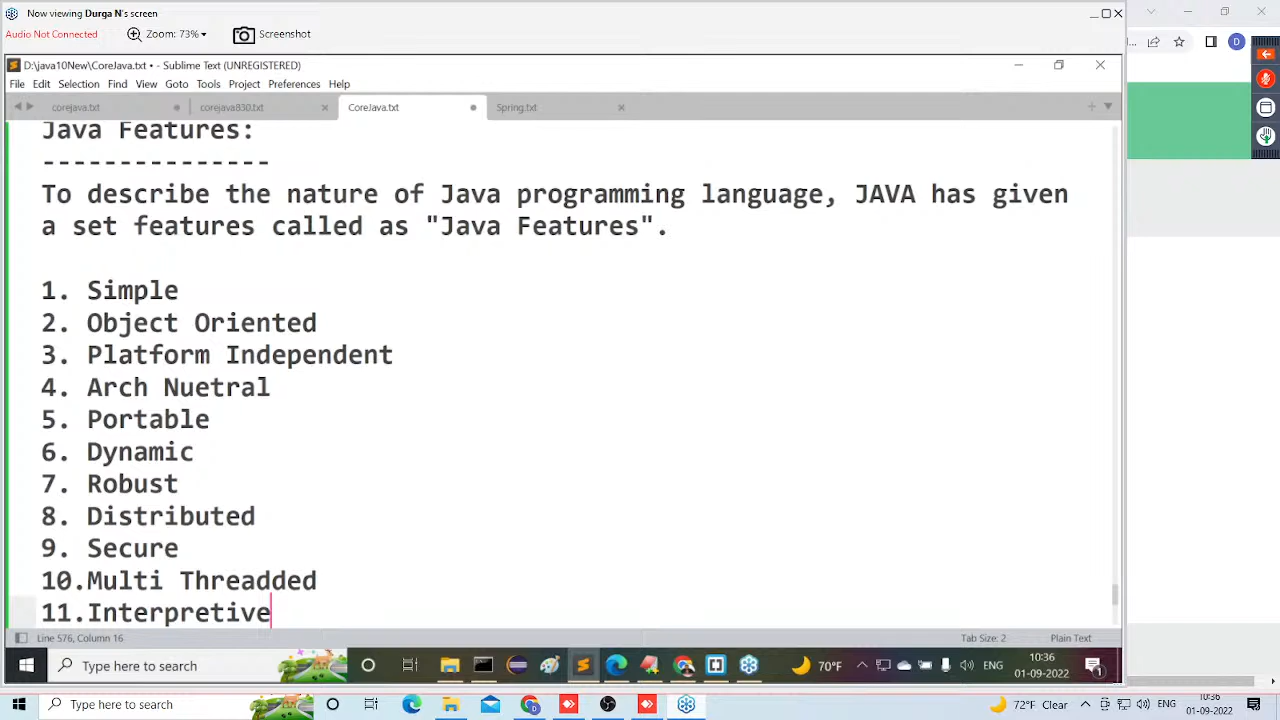 Now viewing Durga N's screen
Audio Not Connected
Zoom: 73%
Screenshot
D:\java10New\CoreJava.txt • - Sublime Text (UNREGISTERED)
File Edit Selection Find View Goto Tools Project Preferences Help
corejava.txt
corejava830.txt
CoreJava.txt
Spring.txt
Java Features:
---------------
To describe the nature of Java programming language, JAVA has given
a set features called as "Java Features".
1. Simple
2. Object Oriented
3. Platform Independent
4. Arch Nuetral
5. Portable
6. Dynamic
7. Robust
8. Distributed
9. Secure
10.Multi Threadded
11.Interpretive
Line 576, Column 16
Tab Size: 2
Plain Text
Type here to search
70°F
ENG
10:36
01-09-2022
1
Type here to search
72°F Clear
ENG
10:36
01-09-2022
D